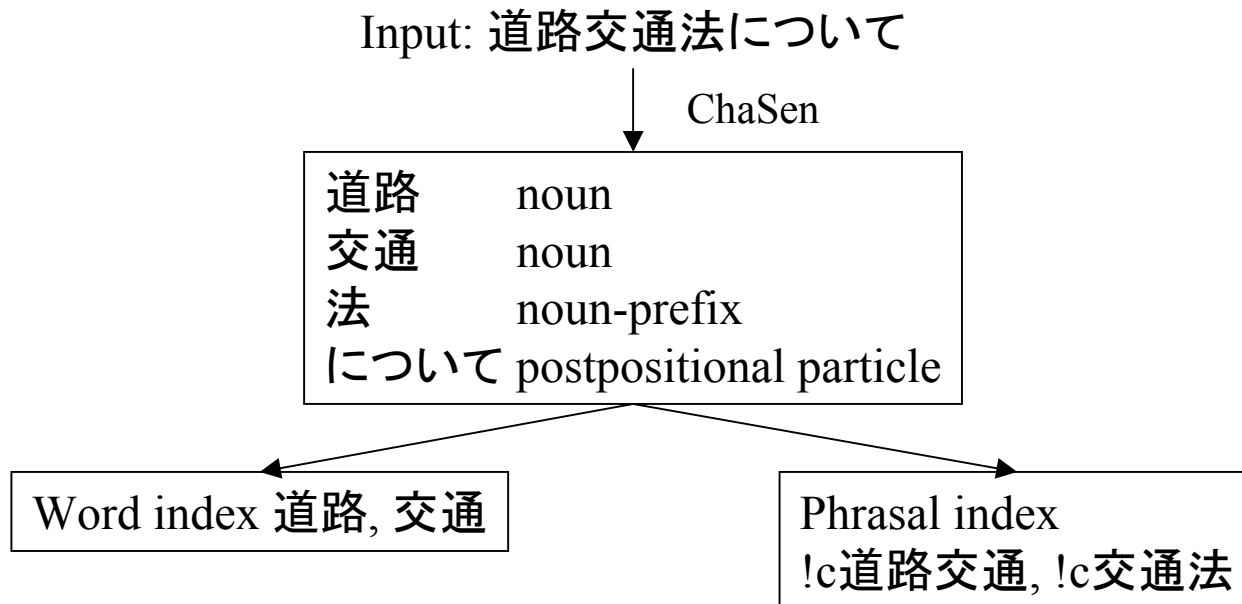 Input: 道路交通法について
ChaSen
道路 noun
交通 noun
法 noun-prefix
について postpositional particle
Word index 道路, 交通
Phrasal index
!c道路交通, !c交通法